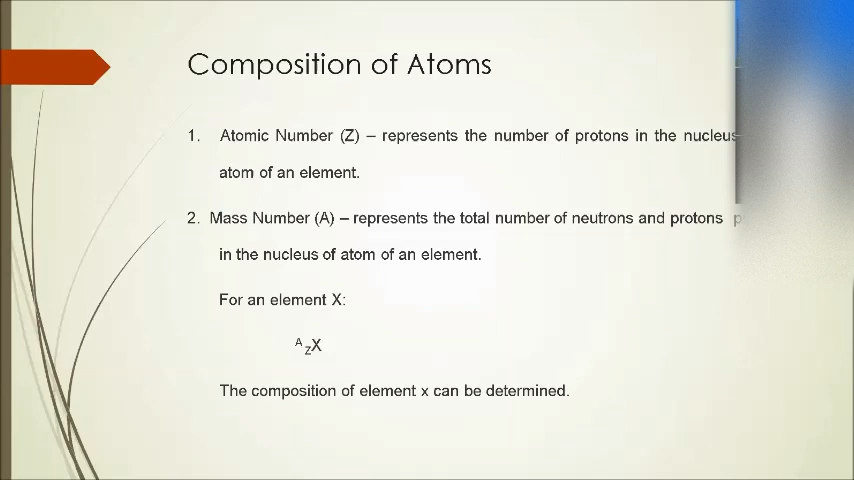 Composition of Atoms
1. Atomic Number (Z) – represents the number of protons in the nucleus
atom of an element.
2. Mass Number (A) – represents the total number of neutrons and protons
in the nucleus of atom of an element.
For an element X:
ᴬ zX
The composition of element x can be determined.